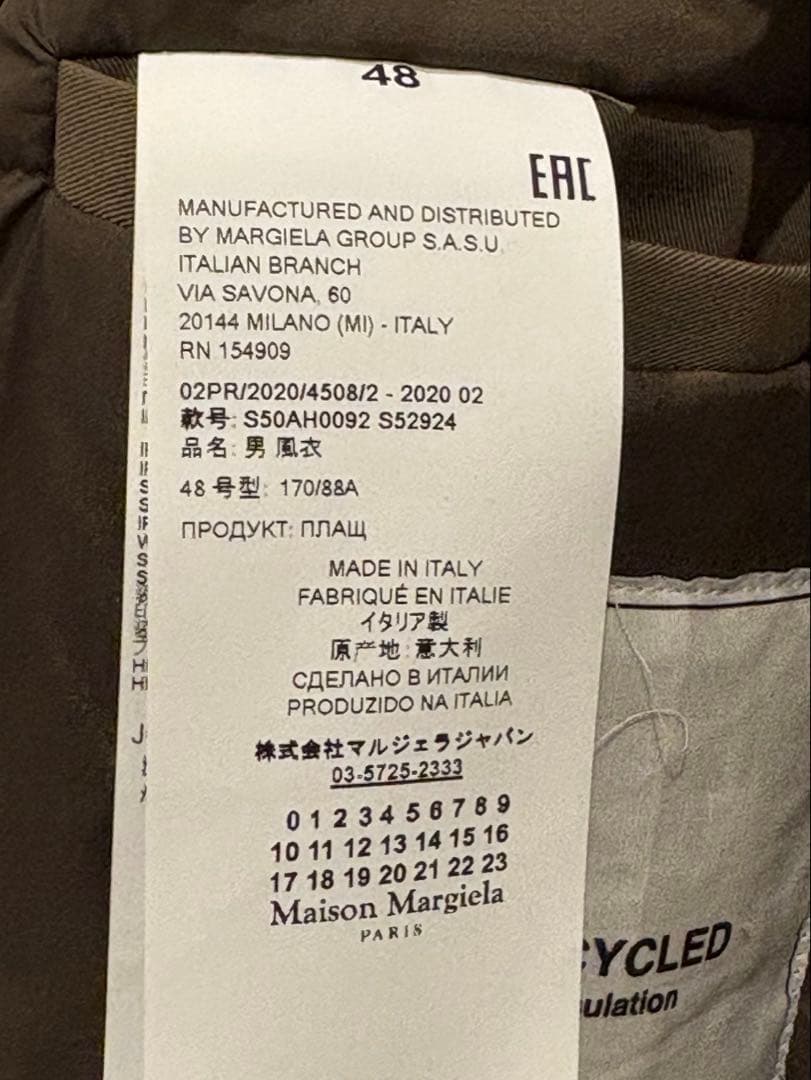 48
EAC
MANUFACTURED AND DISTRIBUTED
BY MARGIELA GROUP S.A.S.U.
ITALIAN BRANCH
VIA SAVONA, 60
20144 MILANO (MI) - ITALY
RN 154909
02PR/2020/4508/2 - 2020 02
款号: S50AH0092 S52924
品名: 男 風衣
48 号型: 170/88A
ПРОДУКТ: ПЛАЩ
MADE IN ITALY
FABRIQUÉ EN ITALIE
イタリア製
原产地:意大利
СДЕЛАНО В ИТАЛИИ
PRODUZIDO NA ITALIA
株式会社マルジェラジャパン
03-5725-2333
0 1 2 3 4 5 6 7 8 9
10 11 12 13 14 15 16
17 18 19 20 21 22 23
Maison Margiela
PARIS